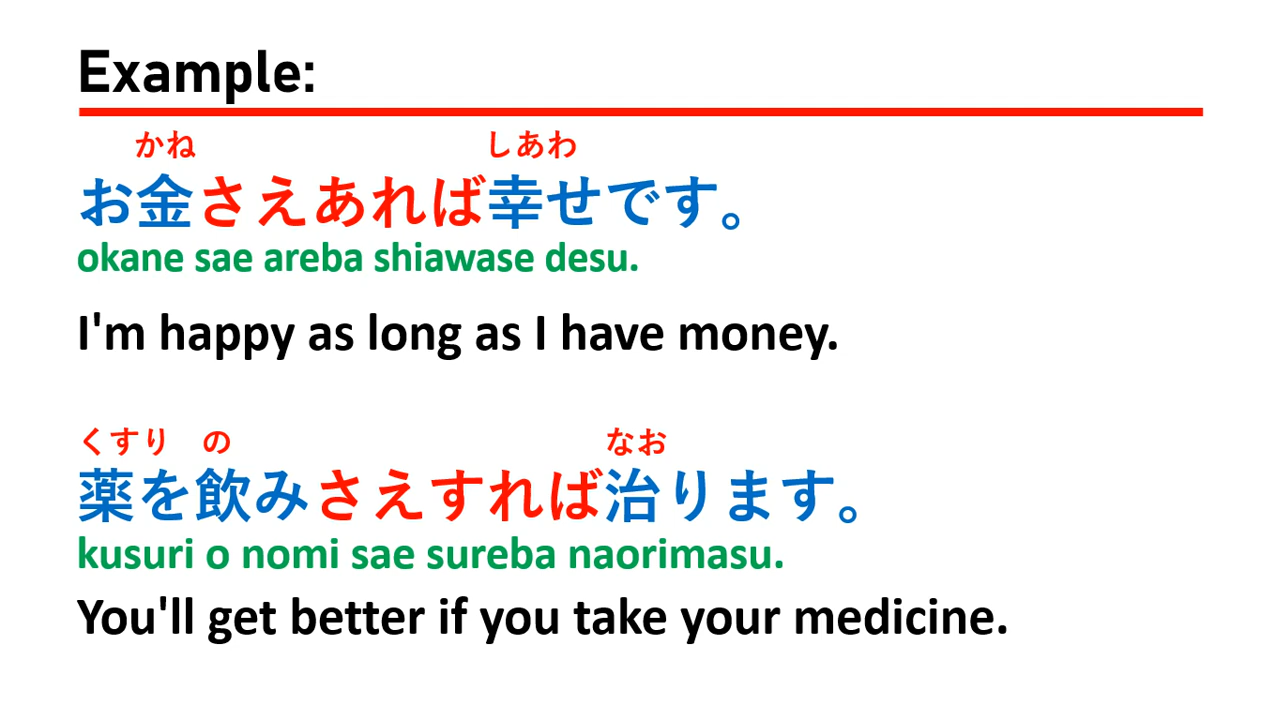 Example:
かね しあわ
お金さえあれば幸せです。
okane sae areba shiawase desu.
I'm happy as long as I have money.
くすり の なお
薬を飲みさえすれば治ります。
kusuri o nomi sae sureba naorimasu.
You'll get better if you take your medicine.